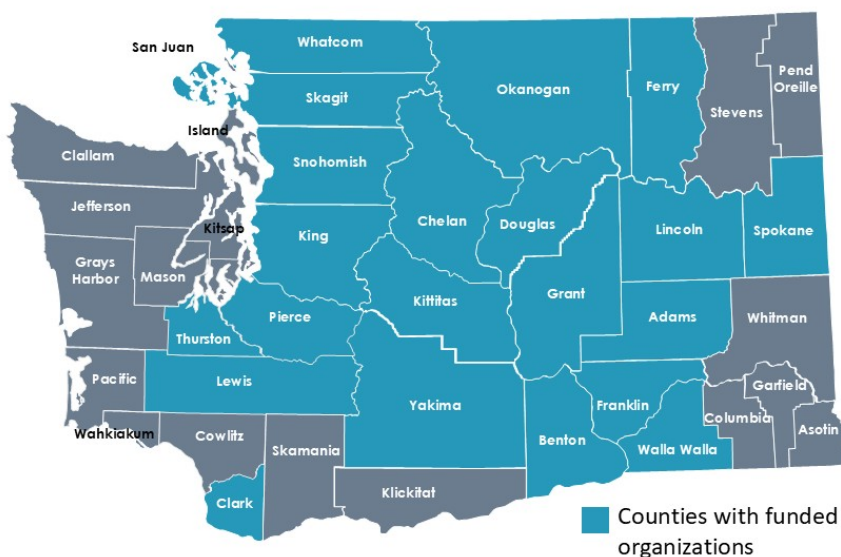 San Juan
Whatcom
Skagit
Okanogan
Ferry
Stevens
Pend
Oreille
Island
Clallam
Snohomish
Jefferson
Chelan
Douglas
Lincoln
Spokane
Kitsap
King
Grays
Harbor
Mason
Kittitas
Grant
Pierce
Adams
Whitman
Thurston
Pacific
Lewis
Yakima
Franklin
Garfield
Columbia
Asotin
Wahkiakum
Cowlitz
Skamania
Benton
Walla Walla
Klickitat
Clark
Counties with funded
organizations